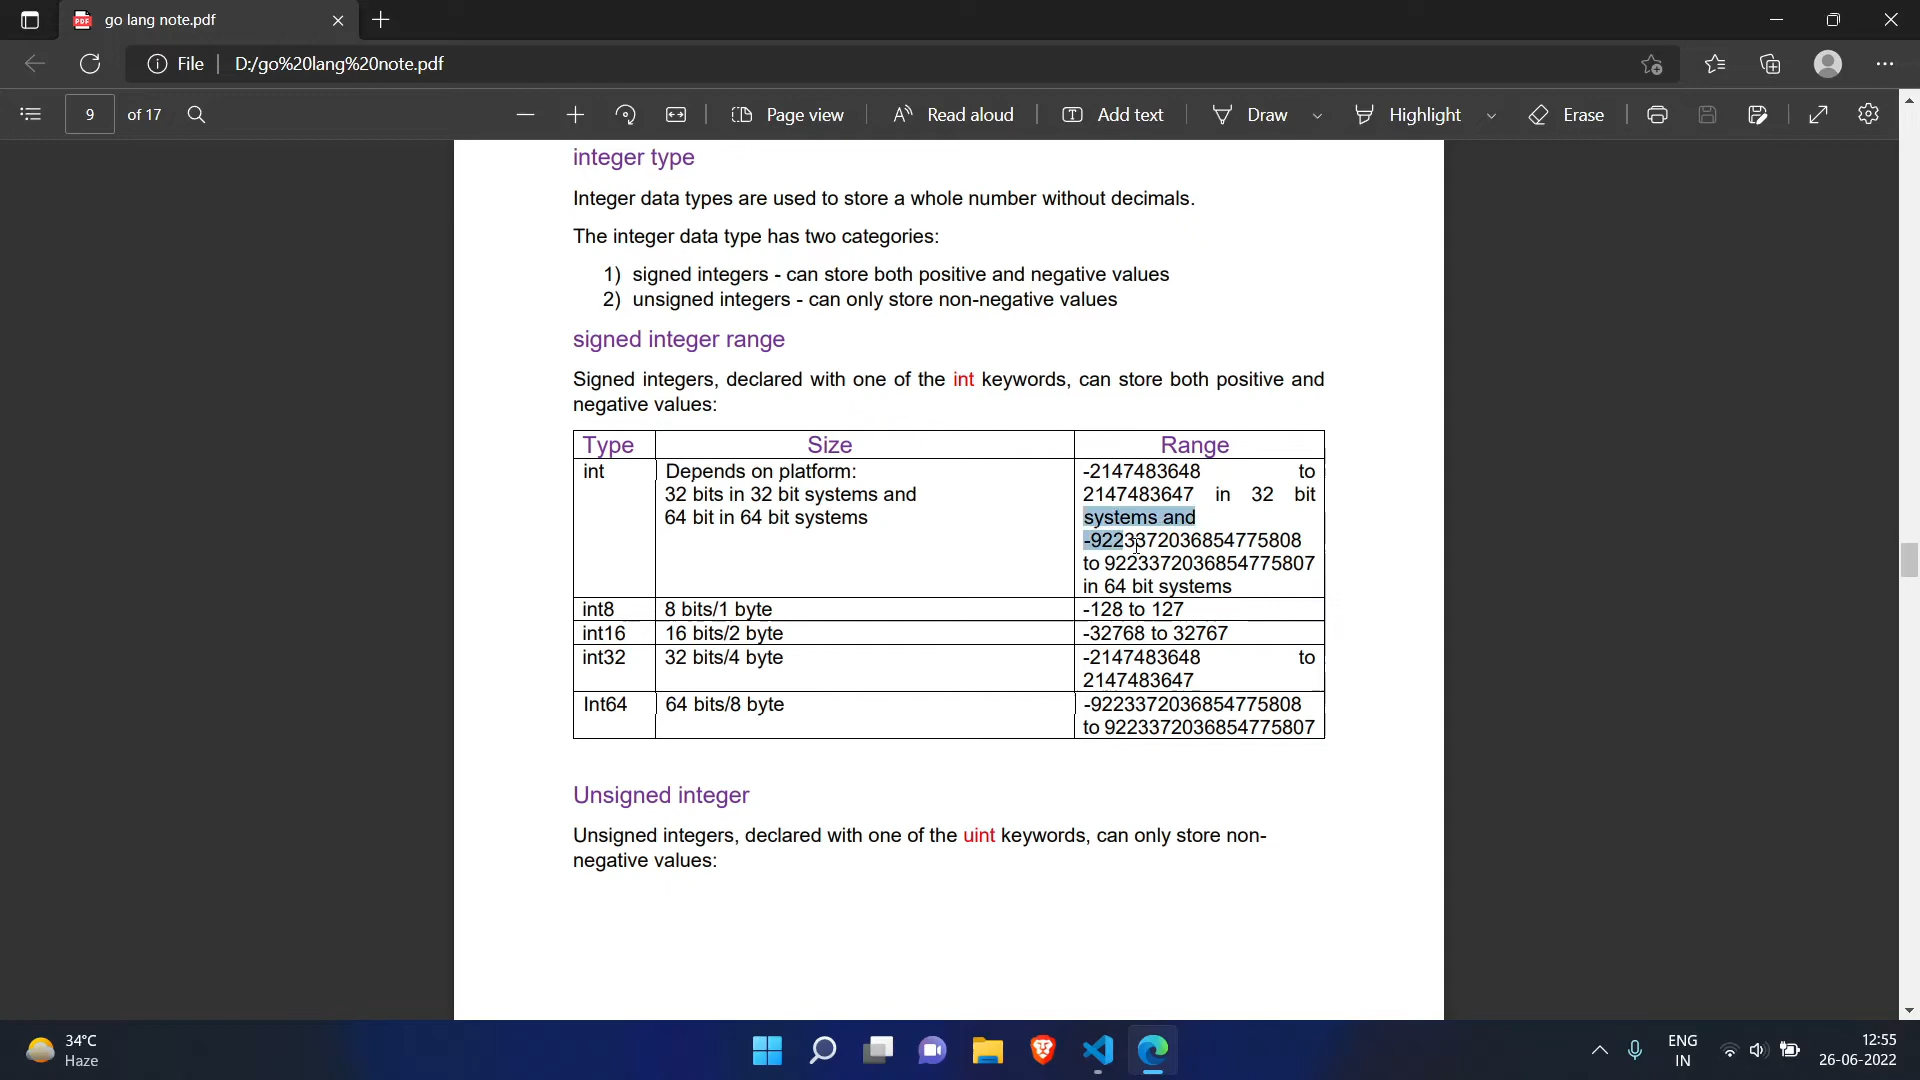 go lang note.pdf
File
D:/go%20lang%20note.pdf
9 of 17
Page view
Read aloud
Add text
Draw
Highlight
Erase
integer type
Integer data types are used to store a whole number without decimals.
The integer data type has two categories:
1) signed integers - can store both positive and negative values
2) unsigned integers - can only store non-negative values
signed integer range
Signed integers, declared with one of the int keywords, can store both positive and
negative values:
Type Size Range
int Depends on platform: -2147483648 to
32 bits in 32 bit systems and 2147483647 in 32 bit
64 bit in 64 bit systems systems and
-9223372036854775808
to 9223372036854775807
in 64 bit systems
int8 8 bits/1 byte -128 to 127
int16 16 bits/2 byte -32768 to 32767
int32 32 bits/4 byte -2147483648 to
2147483647
Int64 64 bits/8 byte -9223372036854775808
to 9223372036854775807
Unsigned integer
Unsigned integers, declared with one of the uint keywords, can only store non-
negative values:
34°C
Haze
ENG
IN
12:55
26-06-2022